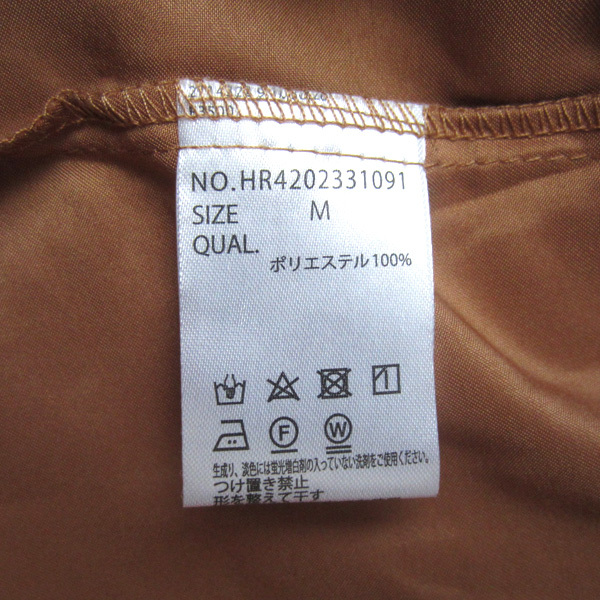 NO.HR4202331091
SIZE M
QUAL.
ポリエステル100%
F
W
生成り、淡色には蛍光増白剤の入っていない洗剤をご使用ください。
つけ置き禁止
形を整えて干す